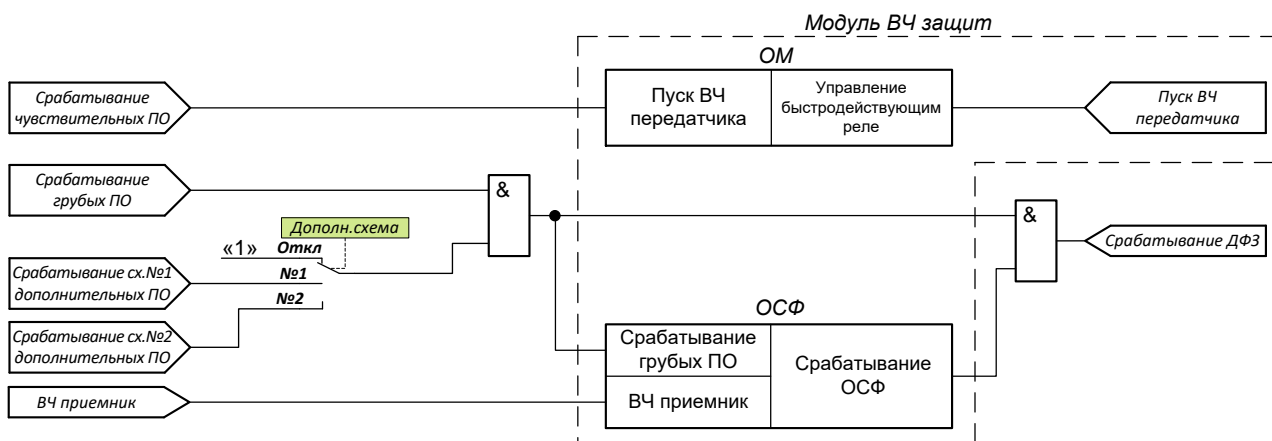 Модуль ВЧ защит
ОМ
Срабатывание
чувствительных ПО
Пуск ВЧ
передатчика
Управление
быстродействующим
реле
Пуск ВЧ
передатчика
Срабатывание
грубых ПО
&
&
Дополн.схема
«1»
Откл
№1
№2
Срабатывание ДФЗ
Срабатывание сх.№1
дополнительных ПО
Срабатывание сх.№2
дополнительных ПО
ОСФ
Срабатывание
грубых ПО
Срабатывание
ОСФ
ВЧ приемник
ВЧ приемник